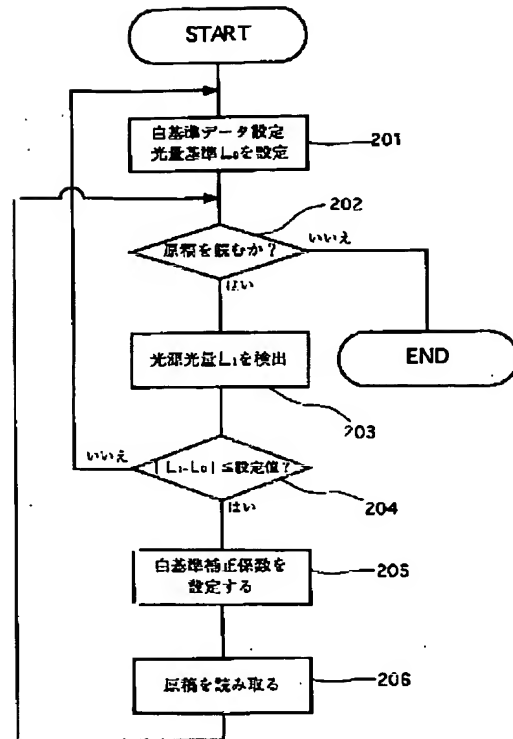 START
白基準データ設定
光量基準L₀を設定
201
202
原稿を読むか?
いいえ
はい
光源光量L₁を検出
END
203
いいえ
|L₁-L₀|≦設定値?
204
はい
白基準補正係数を
設定する
205
原稿を読み取る
206